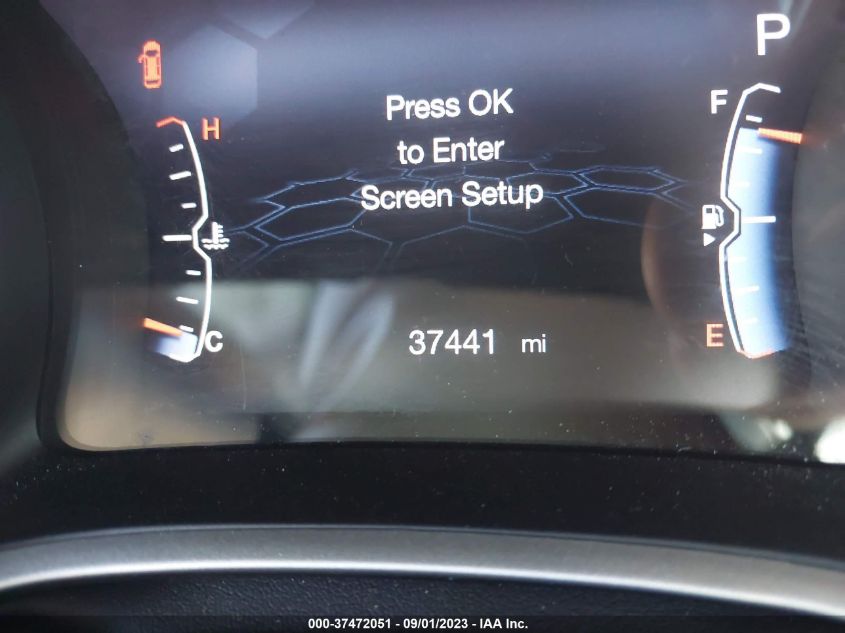 P
Press OK
to Enter
Screen Setup
H
F
C
E
37441 mi
000-37472051 - 09/01/2023 - IAA Inc.